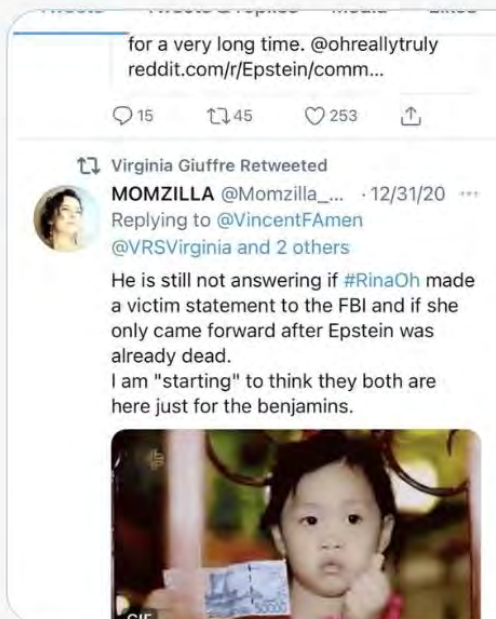 for a very long time. @ohreallytruly
reddit.com/r/Epstein/comm...
15 45 253
Virginia Giuffre Retweeted
MOMZILLA @Momzilla_... · 12/31/20 ...
Replying to @VincentFAmen
@VRSVirginia and 2 others
He is still not answering if #RinaOh made
a victim statement to the FBI and if she
only came forward after Epstein was
already dead.
I am "starting" to think they both are
here just for the benjamins.
50000
GIF